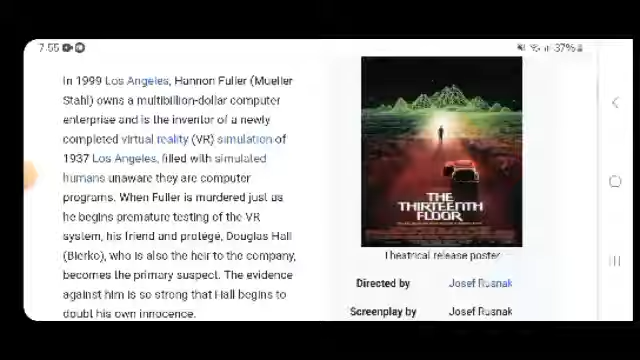 7:55
37%
In 1999 Los Angeles, Hannon Fuller (Mueller
Stahl) owns a multibillion-dollar computer
enterprise and is the inventor of a newly
completed virtual reality (VR) simulation of
1937 Los Angeles, filled with simulated
humans unaware they are computer
programs. When Fuller is murdered just as
he begins premature testing of the VR
system, his friend and protégé, Douglas Hall
(Bierko), who is also the heir to the company,
becomes the primary suspect. The evidence
against him is so strong that Hall begins to
doubt his own innocence.
THE
THIRTEENTH
FLOOR
Theatrical release poster
Directed by Josef Rusnak
Screenplay by Josef Rusnak